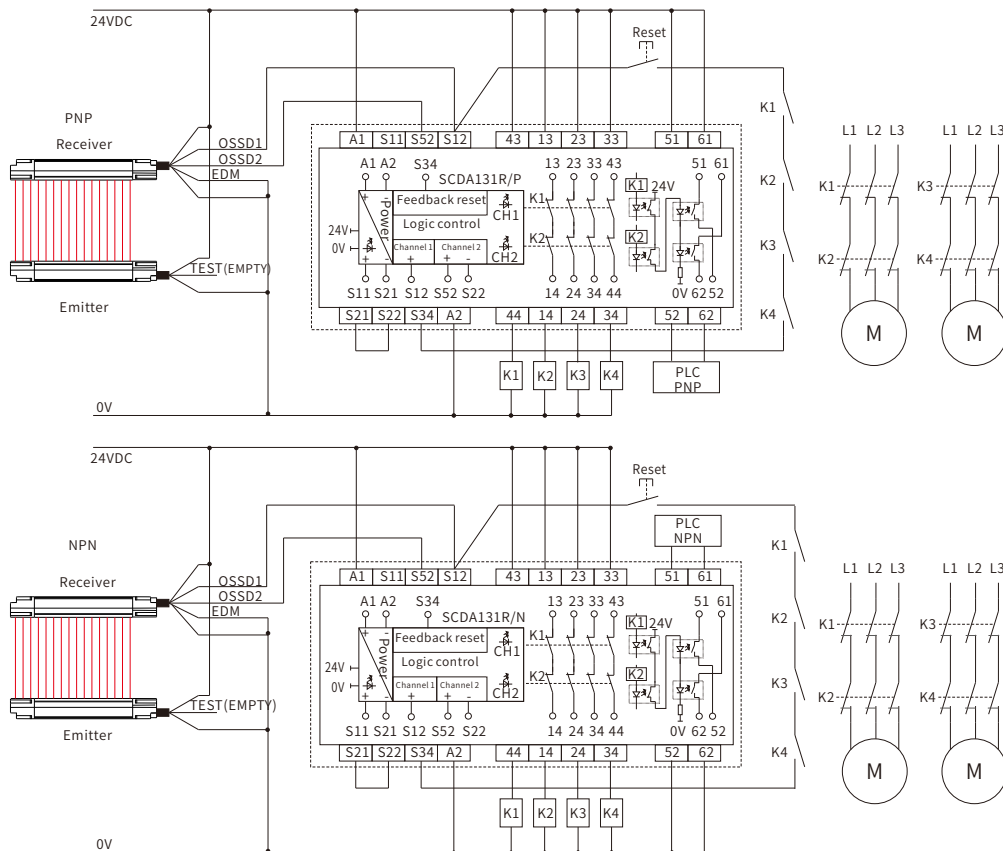 24VDC
Reset
PNP
Receiver
OSSD1
OSSD2
EDM
TEST(EMPTY)
Emitter
0V
A1 S11 S52 S12 43 13 23 33 51 61
A1 A2 S34 SCDA131R/P 13 23 33 43 51 61
Feedback reset
Logic control
Power
+
-
24V
0V
Channel 1 Channel 2
+ - + + -
CH1
CH2
K1
K2
K1 24V
K2
S11 S21 S12 S52 S22 14 24 34 44 0V 62 52
S21 S22 S34 A2 44 14 24 34 52 62
K1 K2 K3 K4
PLC
PNP
K1
K2
K3
K4
L1 L2 L3 L1 L2 L3
K1 K3
K2 K4
M M
24VDC
Reset
NPN
Receiver
OSSD1
OSSD2
EDM
TEST(EMPTY)
Emitter
0V
PLC
NPN
A1 S11 S52 S12 43 13 23 33 51 61
A1 A2 S34 SCDA131R/N 13 23 33 43 51 61
Feedback reset
Logic control
Power
+
-
24V
0V
Channel 1 Channel 2
+ - + + -
CH1
CH2
K1
K2
K1 24V
K2
S11 S21 S12 S52 S22 14 24 34 44 0V 62 52
S21 S22 S34 A2 44 14 24 34 52 62
K1 K2 K3 K4
K1
K2
K3
K4
L1 L2 L3 L1 L2 L3
K1 K3
K2 K4
M M